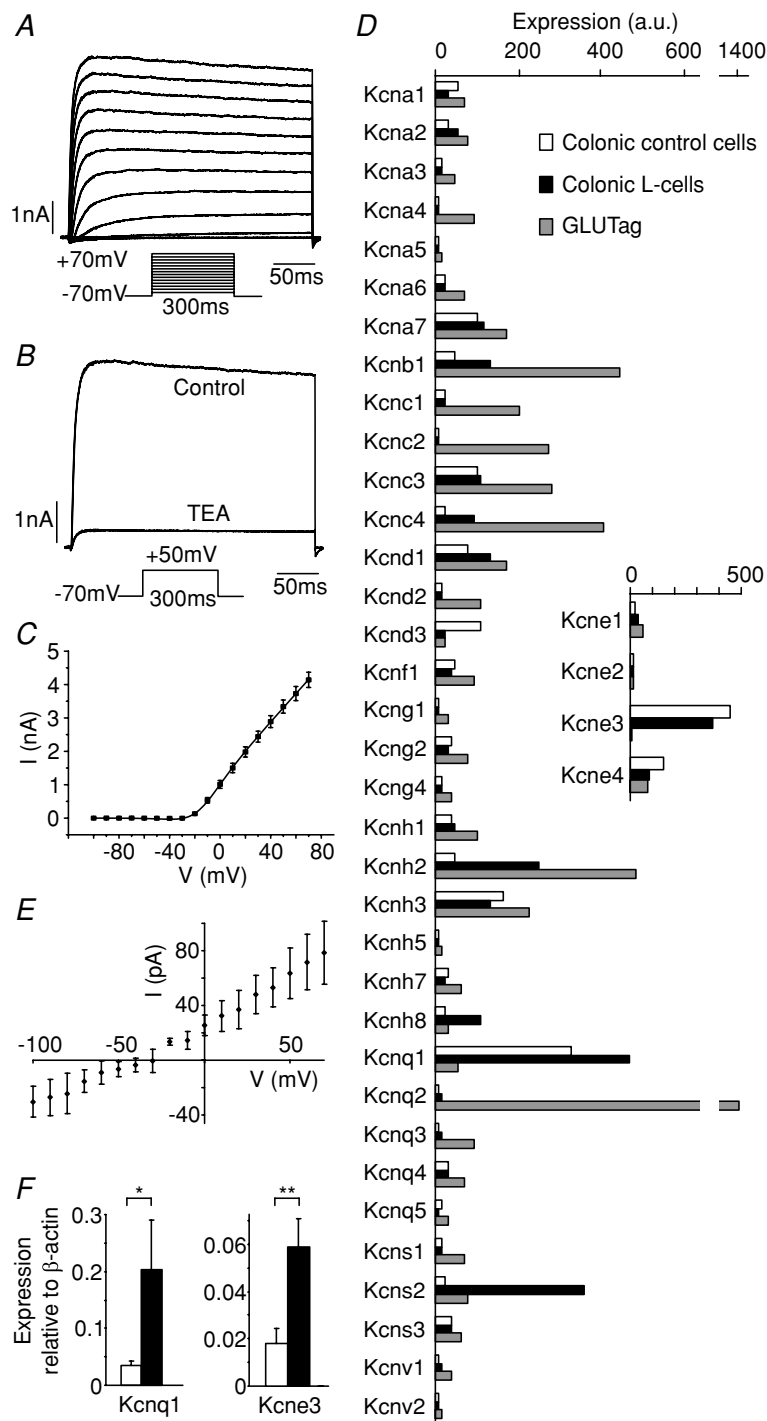 A
1nA
+70mV
-70mV
300ms
50ms
B
Control
TEA
1nA
+50mV
-70mV
300ms
50ms
C
I (nA)
5
4
3
2
1
0
-80 -40 0 40 80
V (mV)
E
I (pA)
80
40
-40
-100 -50 50
V (mV)
F
Expression
relative to β-actin
*
0.3
0.2
0.1
0
Kcnq1
**
0.06
0.04
0.02
0
Kcne3
D
Expression (a.u.)
0 200 400 600 1400
Colonic control cells
Colonic L-cells
GLUTag
Kcna1
Kcna2
Kcna3
Kcna4
Kcna5
Kcna6
Kcna7
Kcnb1
Kcnc1
Kcnc2
Kcnc3
Kcnc4
Kcnd1
Kcnd2
Kcnd3
Kcnf1
Kcng1
Kcng2
Kcng4
Kcnh1
Kcnh2
Kcnh3
Kcnh5
Kcnh7
Kcnh8
Kcnq1
Kcnq2
Kcnq3
Kcnq4
Kcnq5
Kcns1
Kcns2
Kcns3
Kcnv1
Kcnv2
0 500
Kcne1
Kcne2
Kcne3
Kcne4